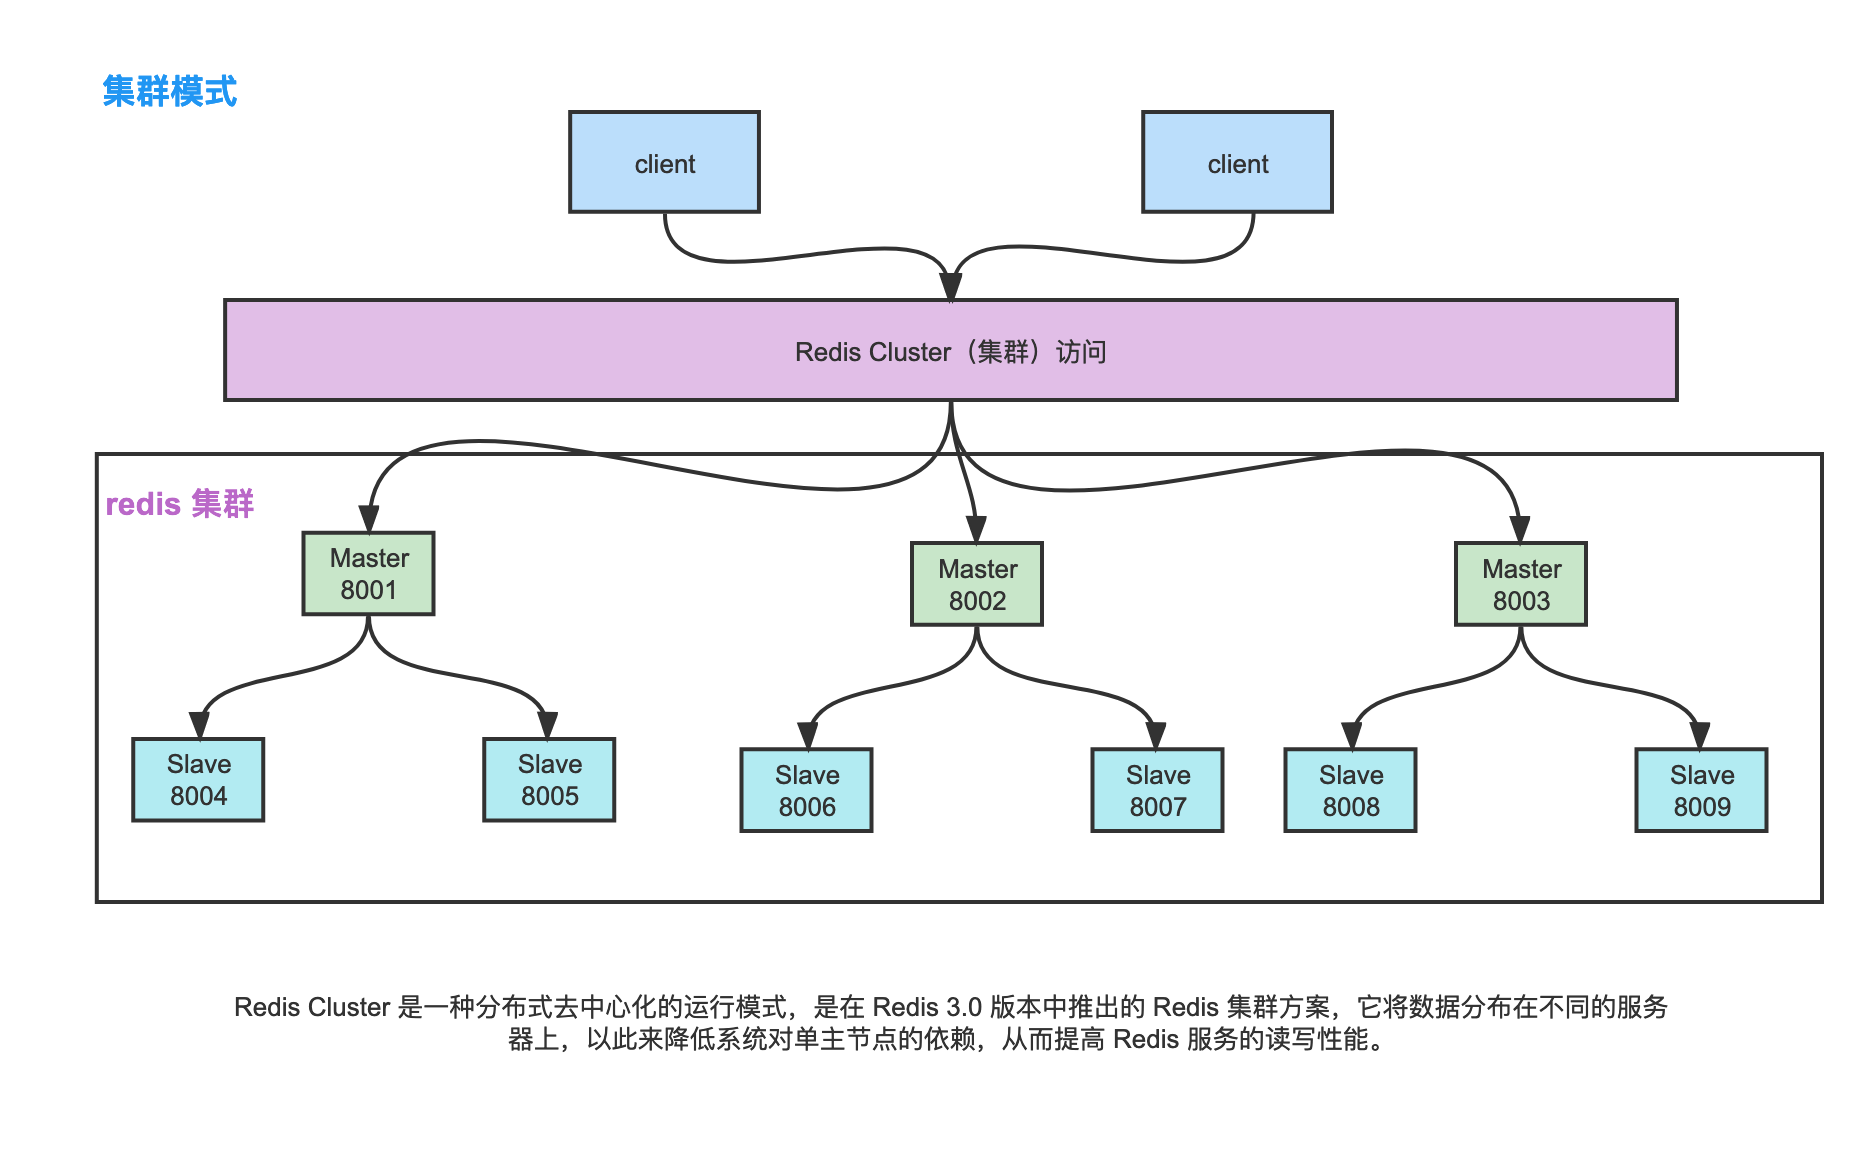 集群模式
client
client
Redis Cluster（集群）访问
redis 集群
Master
8001
Master
8002
Master
8003
Slave
8004
Slave
8005
Slave
8006
Slave
8007
Slave
8008
Slave
8009
Redis Cluster 是一种分布式去中心化的运行模式，是在 Redis 3.0 版本中推出的 Redis 集群方案，它将数据分布在不同的服务
器上，以此来降低系统对单主节点的依赖，从而提高 Redis 服务的读写性能。